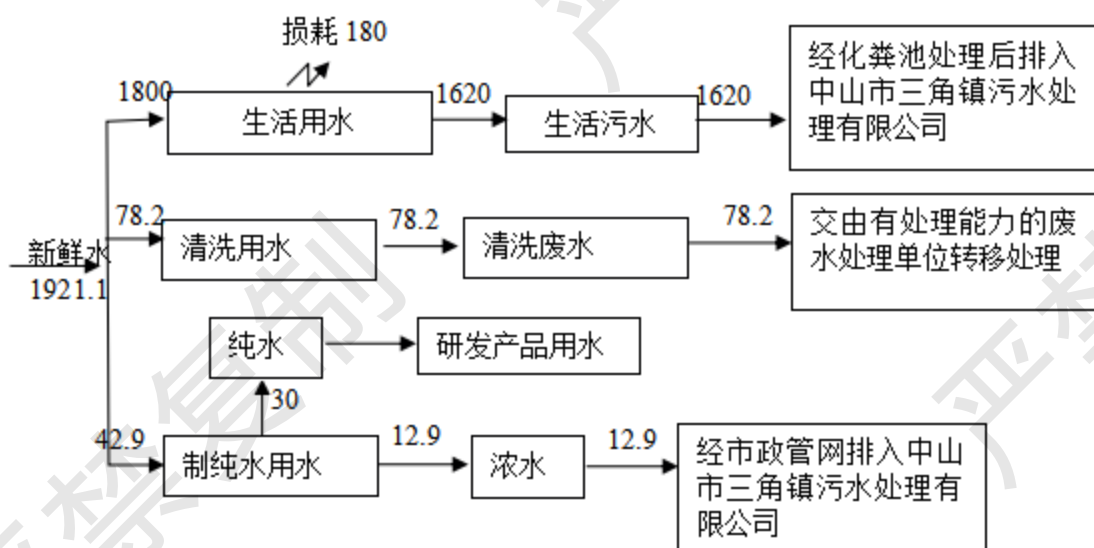 损耗 180
1800
生活用水
1620
生活污水
1620
经化粪池处理后排入
中山市三角镇污水处
理有限公司
新鲜水
1921.1
78.2
清洗用水
78.2
清洗废水
78.2
交由有处理能力的废
水处理单位转移处理
纯水
研发产品用水
30
42.9
制纯水用水
12.9
浓水
12.9
经市政管网排入中山
市三角镇污水处理有
限公司
严禁复制
严禁